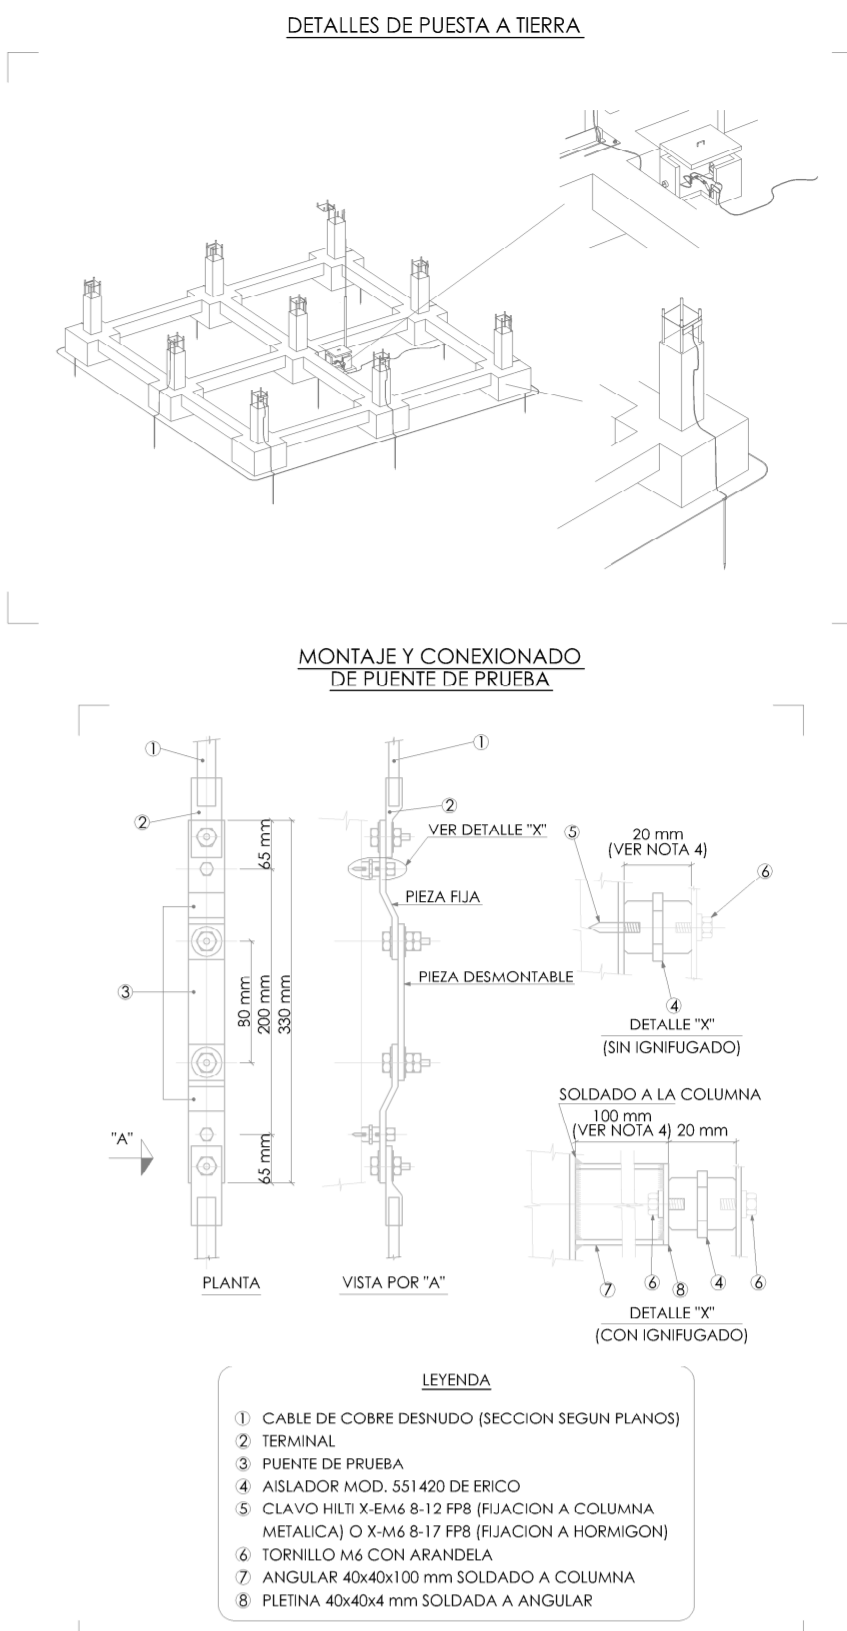 DETALLES DE PUESTA A TIERRA
MONTAJE Y CONEXIONADO
DE PUENTE DE PRUEBA
1
1
2
2
VER DETALLE "X"
65 mm
PIEZA FIJA
PIEZA DESMONTABLE
3
80 mm
200 mm
330 mm
"A"
65 mm
PLANTA
VISTA POR "A"
5
20 mm
(VER NOTA 4)
6
4
DETALLE "X"
(SIN IGNIFUGADO)
SOLDADO A LA COLUMNA
100 mm
(VER NOTA 4) 20 mm
7
6
8
4
6
DETALLE "X"
(CON IGNIFUGADO)
LEYENDA
1 CABLE DE COBRE DESNUDO (SECCION SEGUN PLANOS)
2 TERMINAL
3 PUENTE DE PRUEBA
4 AISLADOR MOD. 551420 DE ERICO
5 CLAVO HILTI X-EM6 8-12 FP8 (FIJACION A COLUMNA
METALICA) O X-M6 8-17 FP8 (FIJACION A HORMIGON)
6 TORNILLO M6 CON ARANDELA
7 ANGULAR 40x40x100 mm SOLDADO A COLUMNA
8 PLETINA 40x40x4 mm SOLDADA A ANGULAR